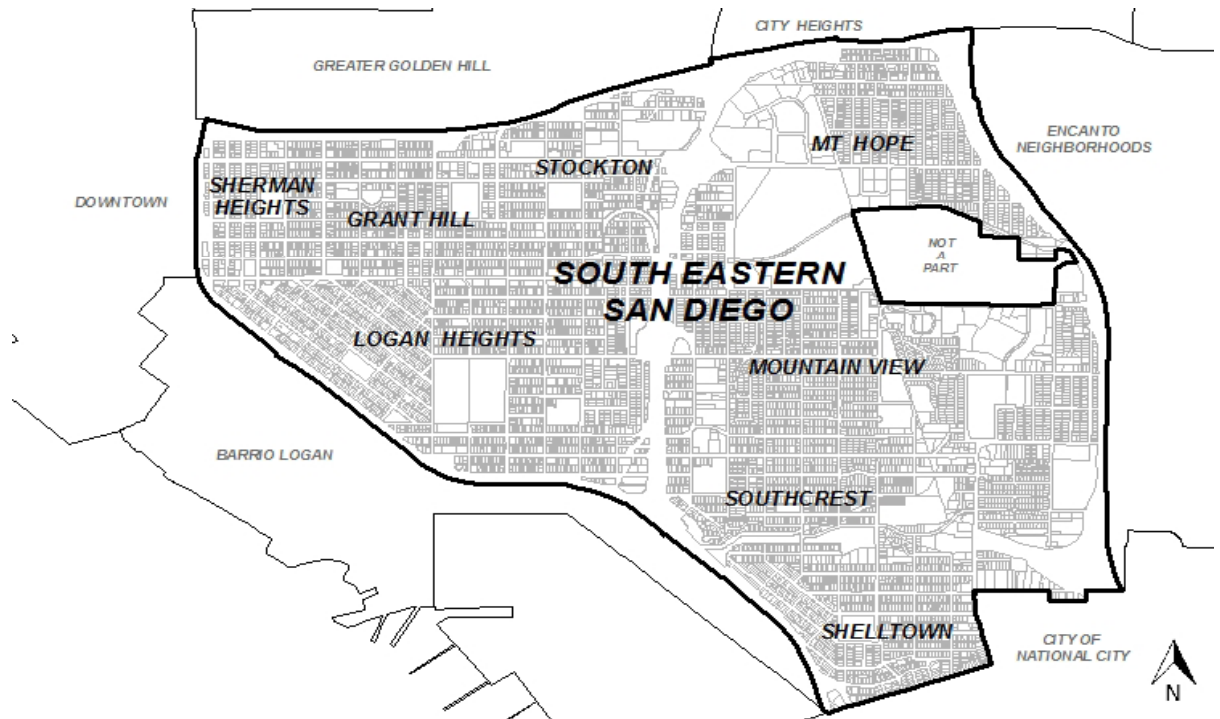 CITY HEIGHTS
GREATER GOLDEN HILL
ENCANTO
NEIGHBORHOODS
MT HOPE
STOCKTON
SHERMAN
HEIGHTS
DOWNTOWN
GRANT HILL
NOT
A
PART
SOUTH EASTERN
SAN DIEGO
LOGAN HEIGHTS
MOUNTAIN VIEW
BARRIO LOGAN
SOUTHCREST
SHELLTOWN
CITY OF
NATIONAL CITY
N